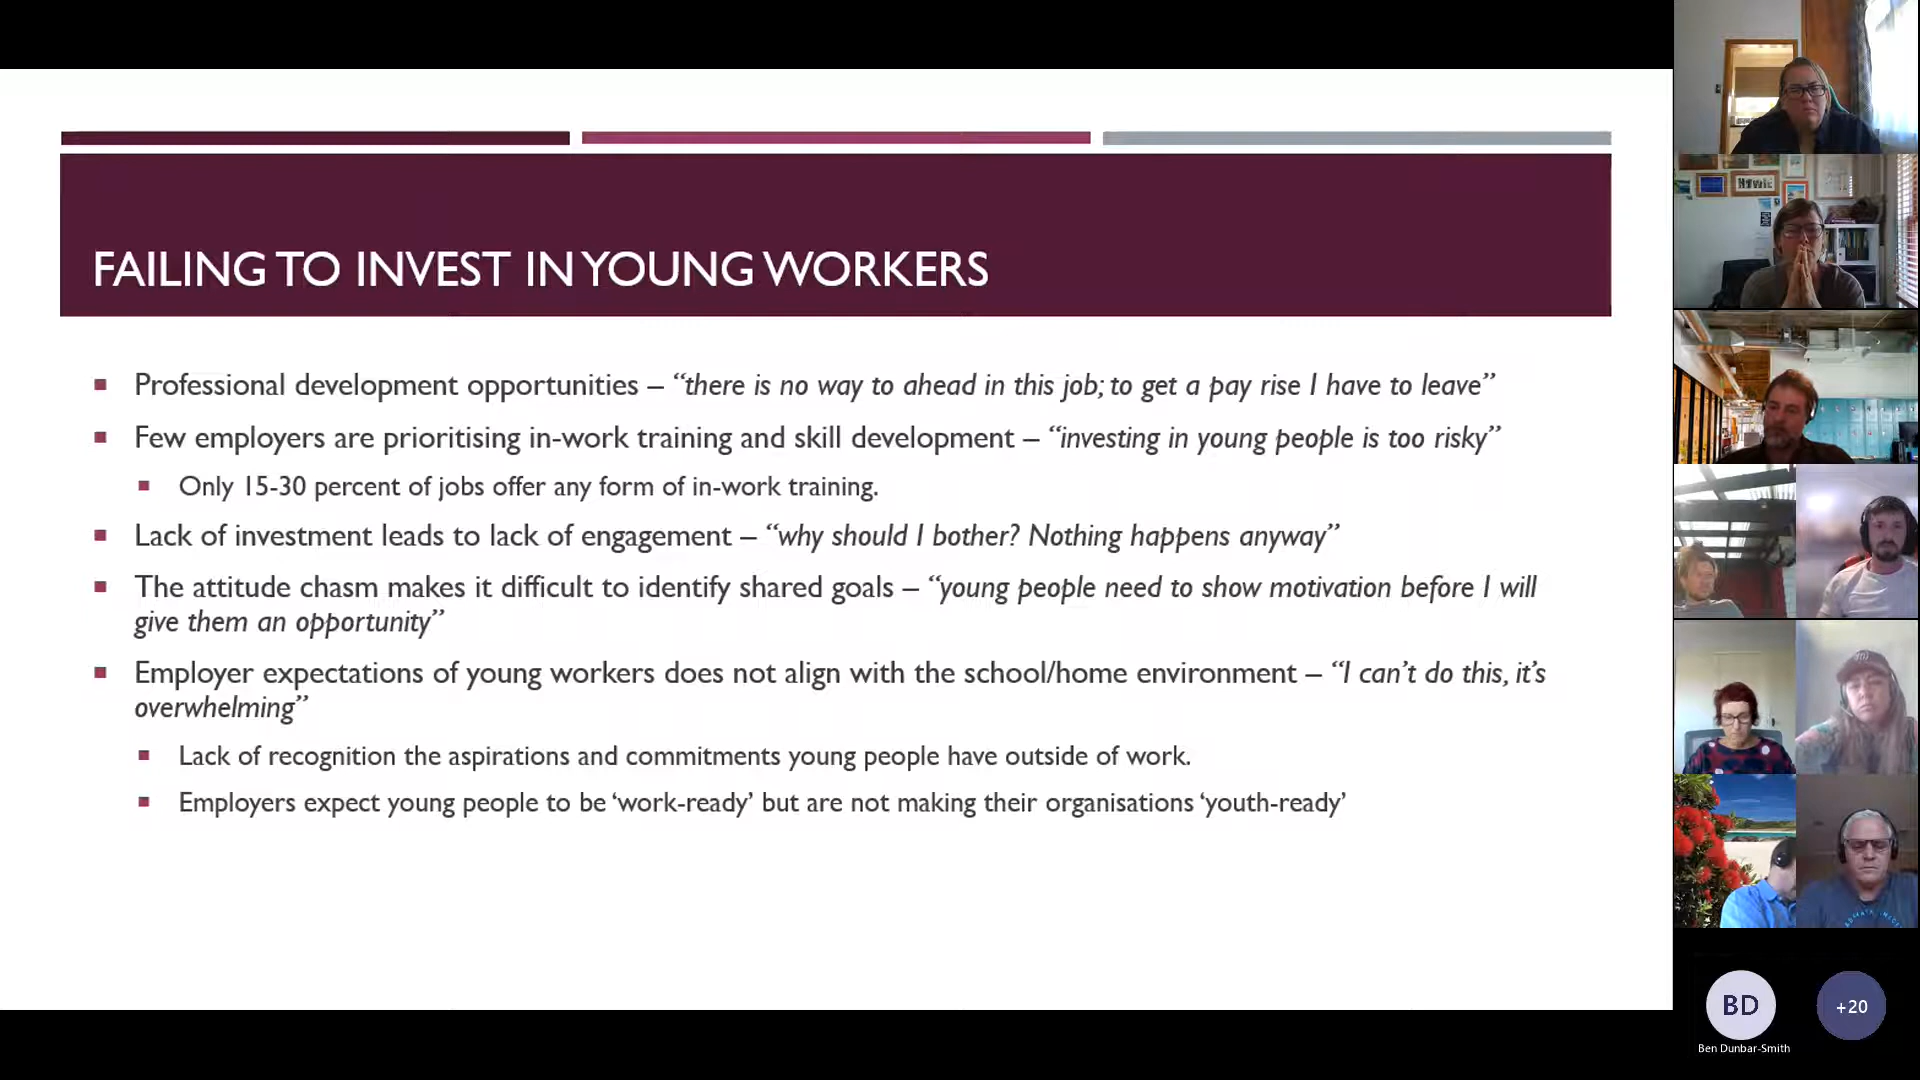 FAILING TO INVEST IN YOUNG WORKERS
Professional development opportunities – “there is no way to ahead in this job; to get a pay rise I have to leave”
Few employers are prioritising in-work training and skill development – “investing in young people is too risky”
Only 15-30 percent of jobs offer any form of in-work training.
Lack of investment leads to lack of engagement – “why should I bother? Nothing happens anyway”
The attitude chasm makes it difficult to identify shared goals – “young people need to show motivation before I will
give them an opportunity”
Employer expectations of young workers does not align with the school/home environment – “I can’t do this, it’s
overwhelming”
Lack of recognition the aspirations and commitments young people have outside of work.
Employers expect young people to be ‘work-ready’ but are not making their organisations ‘youth-ready’
BD
+20
Ben Dunbar-Smith